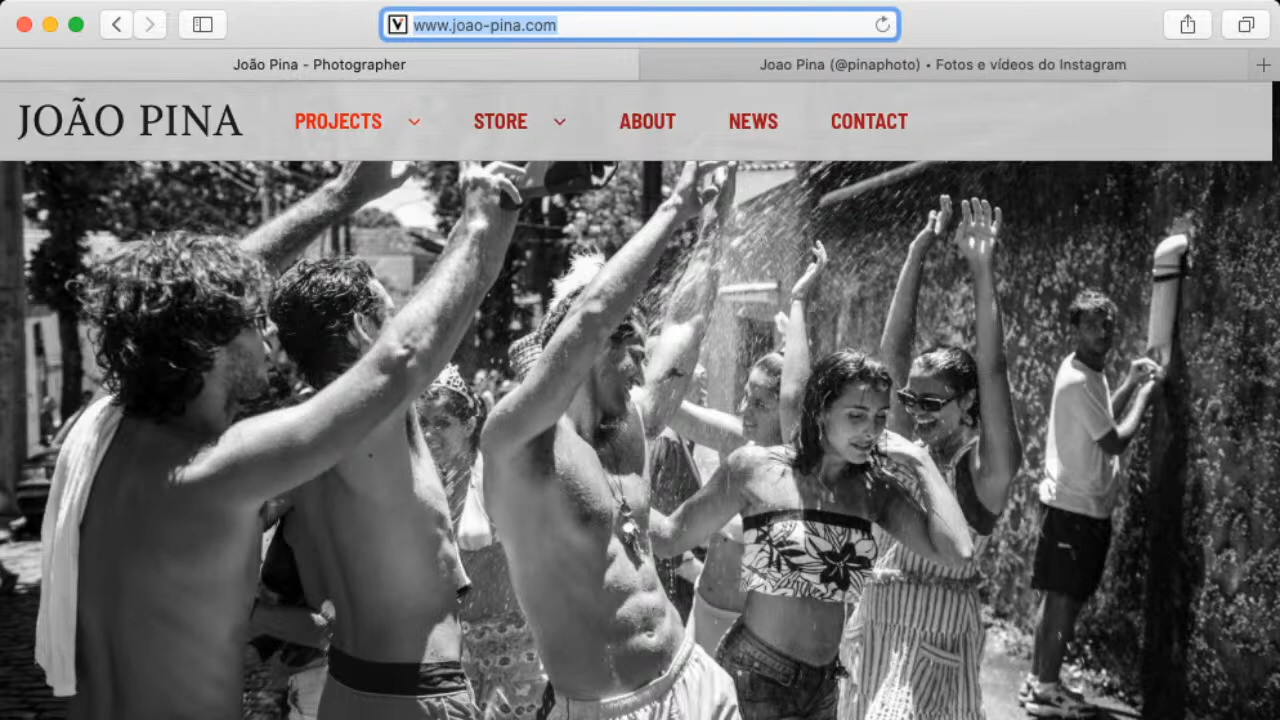 www.joao-pina.com
João Pina - Photographer
Joao Pina (@pinaphoto) • Fotos e vídeos do Instagram
JOÃO PINA PROJECTS STORE ABOUT NEWS CONTACT